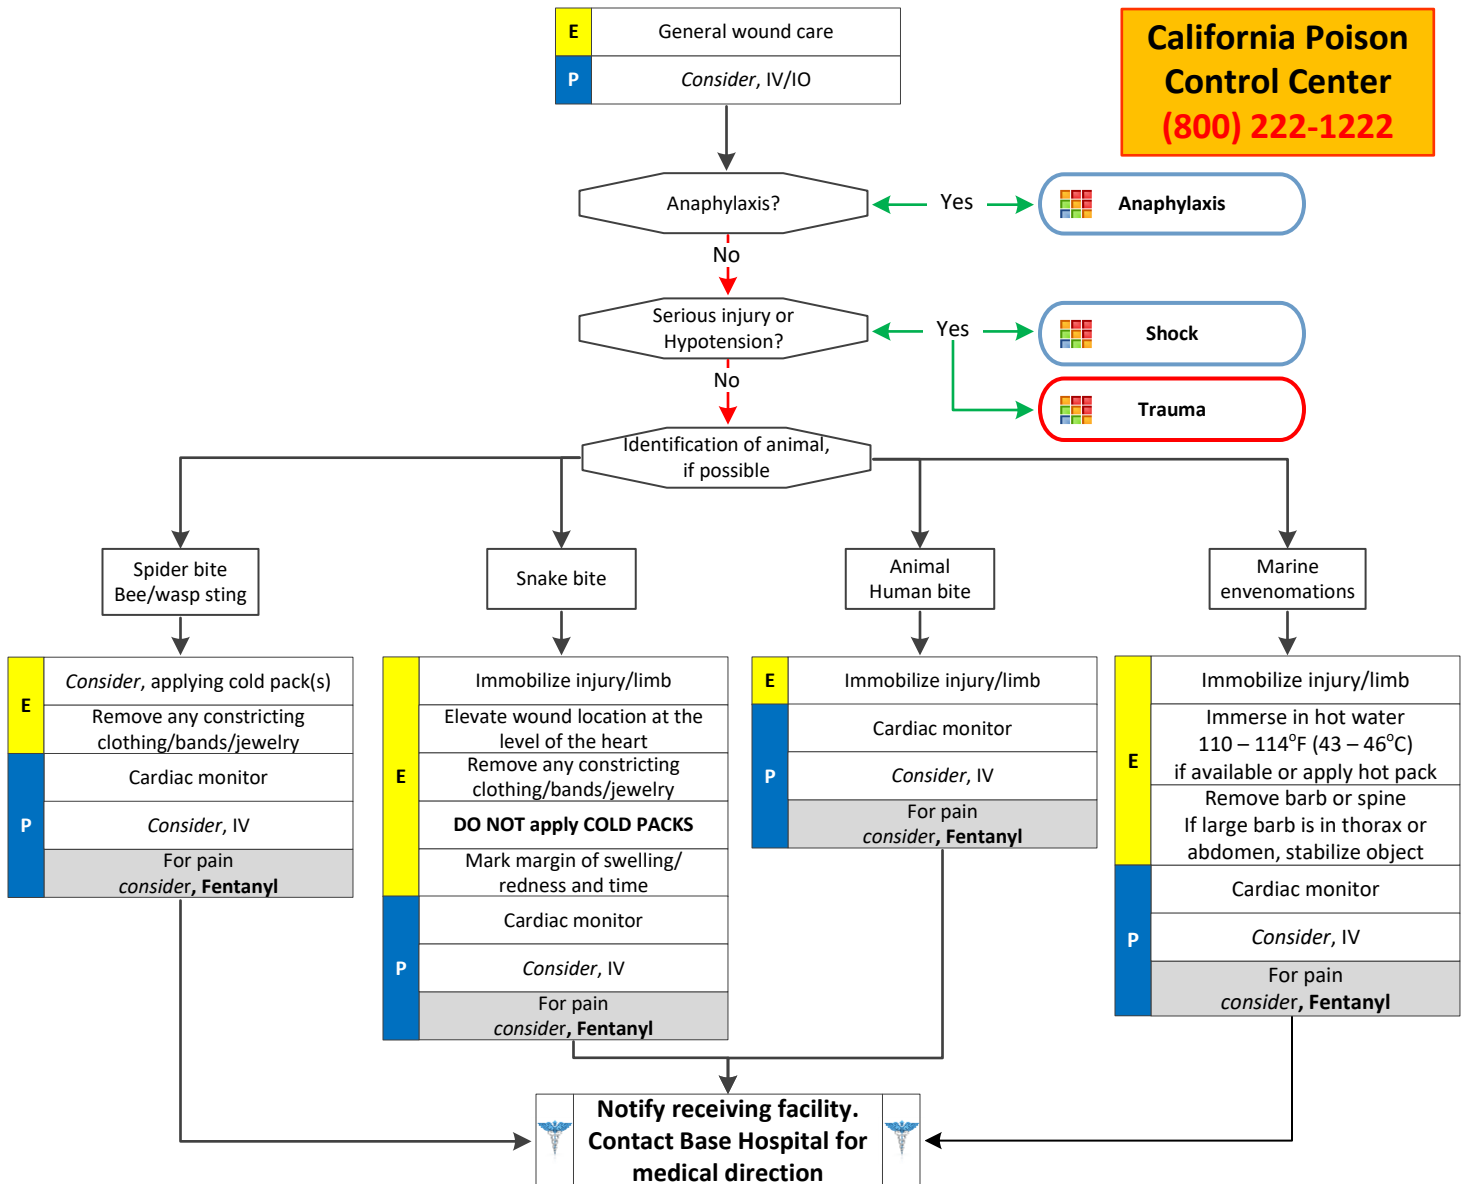 E
General wound care
P
Consider, IV/IO
California Poison
Control Center
(800) 222-1222
Anaphylaxis?
Yes
Anaphylaxis
No
Serious injury or
Hypotension?
Yes
Shock
Trauma
No
Identification of animal,
if possible
Spider bite
Bee/wasp sting
Snake bite
Animal
Human bite
Marine
envenomations
E
Consider, applying cold pack(s)
Remove any constricting
clothing/bands/jewelry
P
Cardiac monitor
Consider, IV
For pain
consider, Fentanyl
E
Immobilize injury/limb
Elevate wound location at the
level of the heart
Remove any constricting
clothing/bands/jewelry
DO NOT apply COLD PACKS
Mark margin of swelling/
redness and time
P
Cardiac monitor
Consider, IV
For pain
consider, Fentanyl
E
Immobilize injury/limb
P
Cardiac monitor
Consider, IV
For pain
consider, Fentanyl
E
Immobilize injury/limb
Immerse in hot water
110 – 114°F (43 – 46°C)
if available or apply hot pack
Remove barb or spine
If large barb is in thorax or
abdomen, stabilize object
P
Cardiac monitor
Consider, IV
For pain
consider, Fentanyl
Notify receiving facility.
Contact Base Hospital for
medical direction